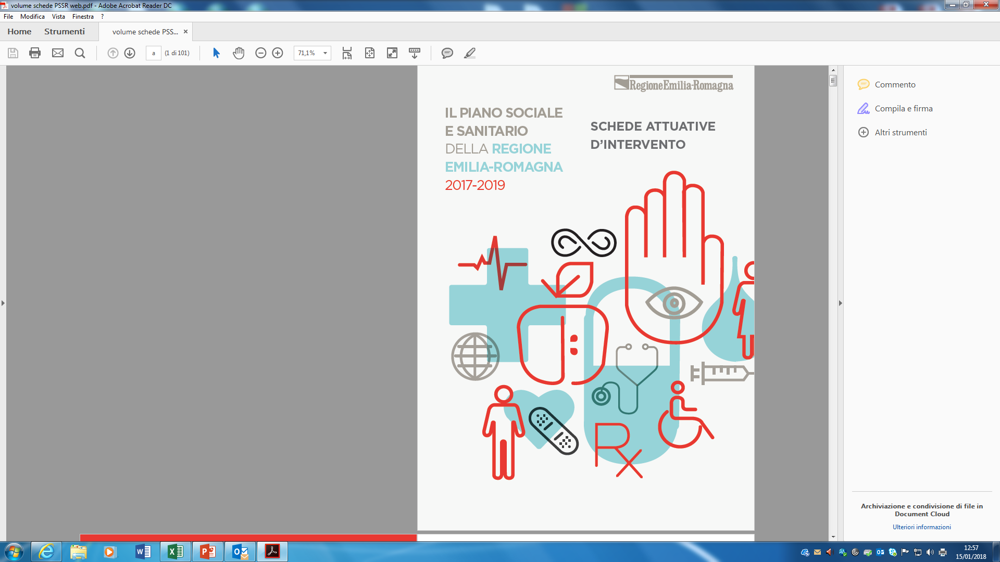 volume schede PSSR web.pdf - Adobe Acrobat Reader DC
File Modifica Vista Finestra ?
Home Strumenti volume schede PSS... ×
a (1 di 101) 71,1%
Commento
Compila e firma
Altri strumenti
RegioneEmilia-Romagna
IL PIANO SOCIALE
E SANITARIO
DELLA REGIONE
EMILIA-ROMAGNA
2017-2019
SCHEDE ATTUATIVE
D'INTERVENTO
Rx
Archiviazione e condivisione di file in
Document Cloud
Ulteriori informazioni
12:57
15/01/2018